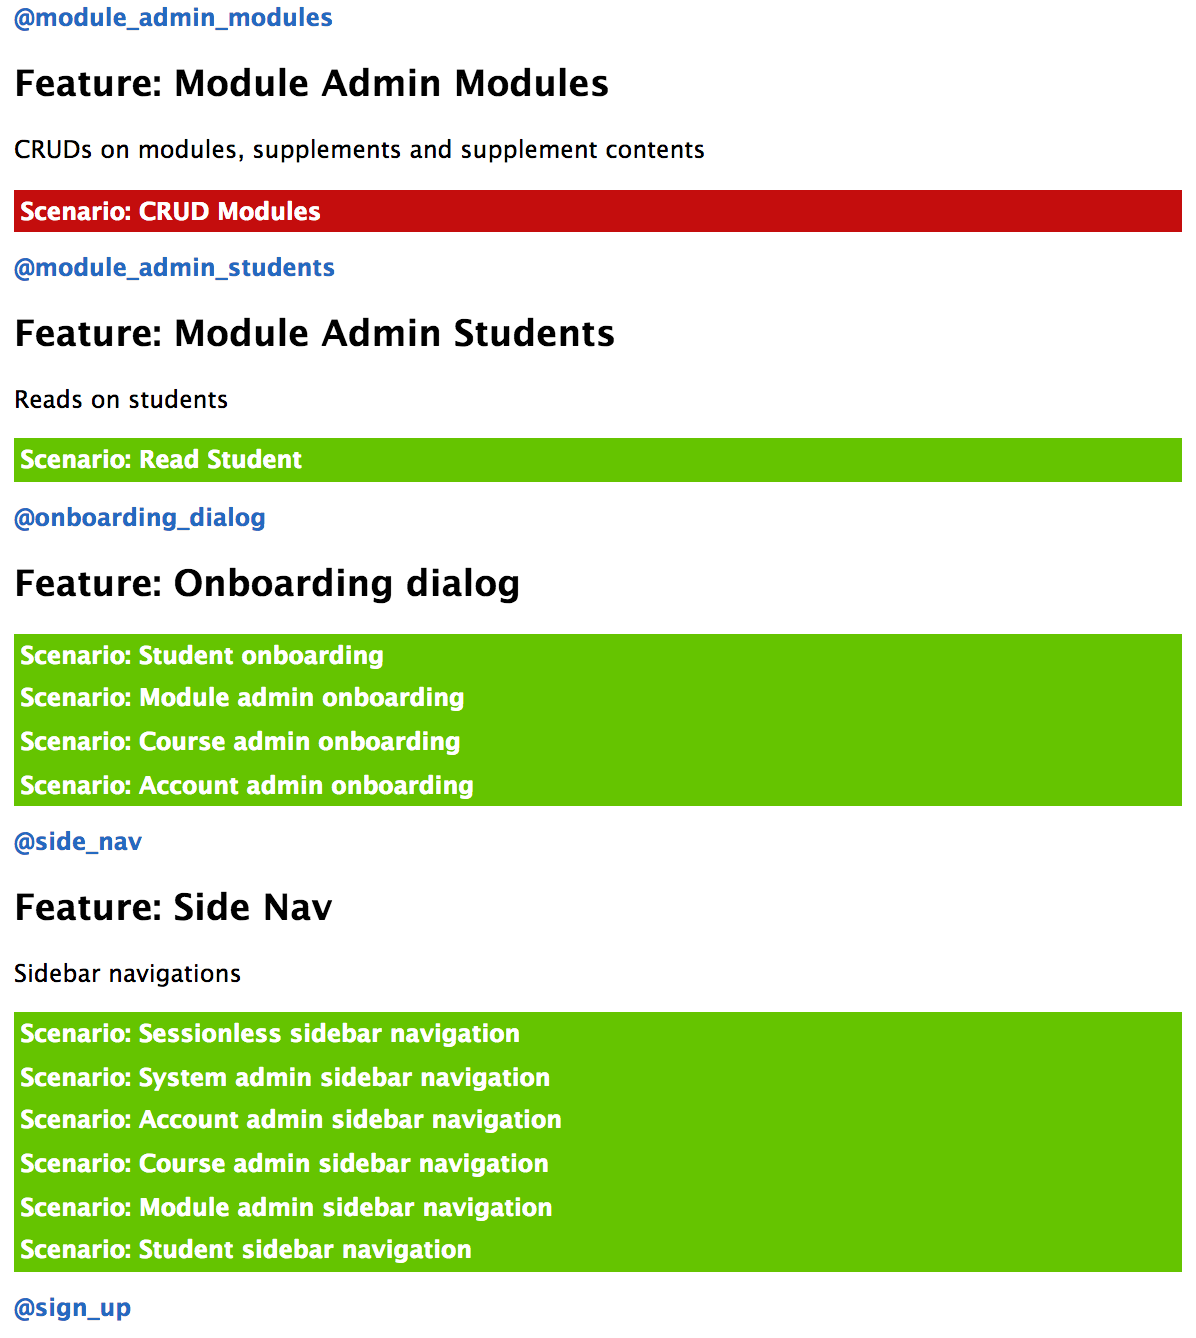 @module_admin_modules
Feature: Module Admin Modules
CRUDs on modules, supplements and supplement contents
Scenario: CRUD Modules
@module_admin_students
Feature: Module Admin Students
Reads on students
Scenario: Read Student
@onboarding_dialog
Feature: Onboarding dialog
Scenario: Student onboarding
Scenario: Module admin onboarding
Scenario: Course admin onboarding
Scenario: Account admin onboarding
@side_nav
Feature: Side Nav
Sidebar navigations
Scenario: Sessionless sidebar navigation
Scenario: System admin sidebar navigation
Scenario: Account admin sidebar navigation
Scenario: Course admin sidebar navigation
Scenario: Module admin sidebar navigation
Scenario: Student sidebar navigation
@sign_up